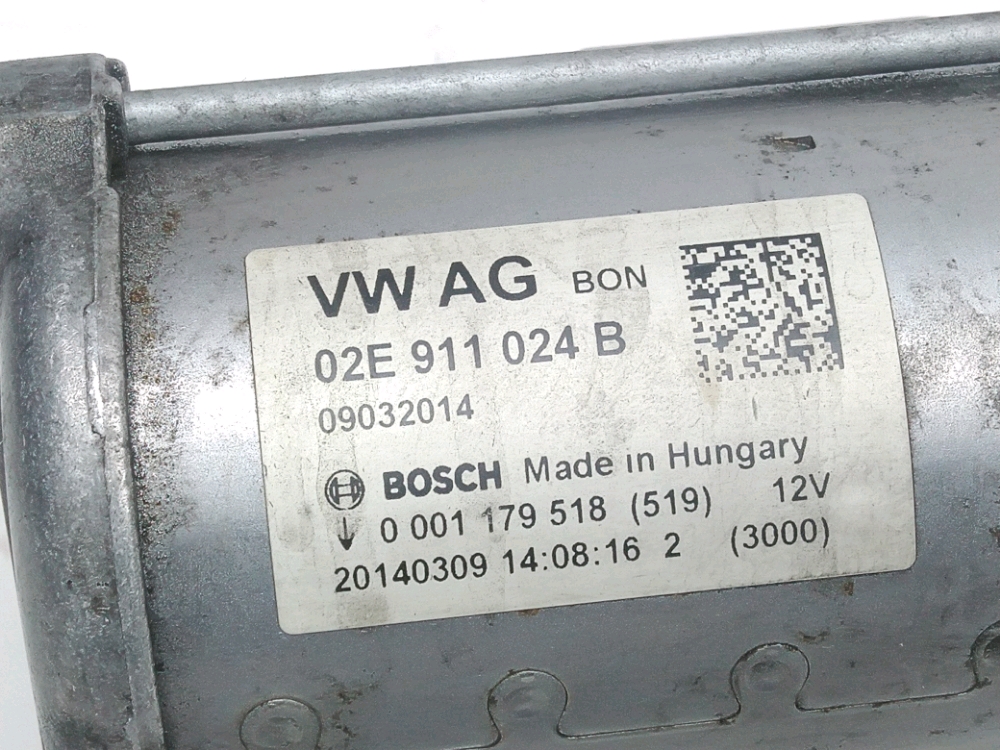 VW AG BON
02E 911 024 B
09032014
BOSCH Made in Hungary
0 001 179 518 (519) 12V
20140309 14:08:16 2 (3000)